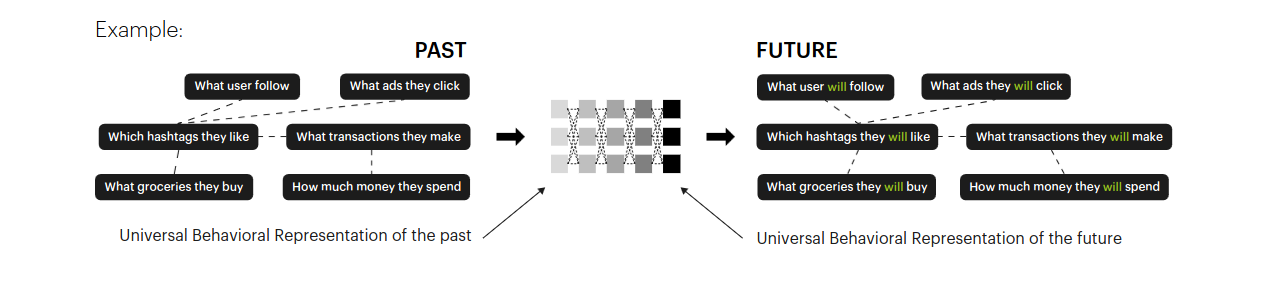 Example:
PAST
FUTURE
What user follow
What ads they click
What user will follow
What ads they will click
Which hashtags they like
What transactions they make
Which hashtags they will like
What transactions they will make
What groceries they buy
How much money they spend
What groceries they will buy
How much money they will spend
Universal Behavioral Representation of the past
Universal Behavioral Representation of the future